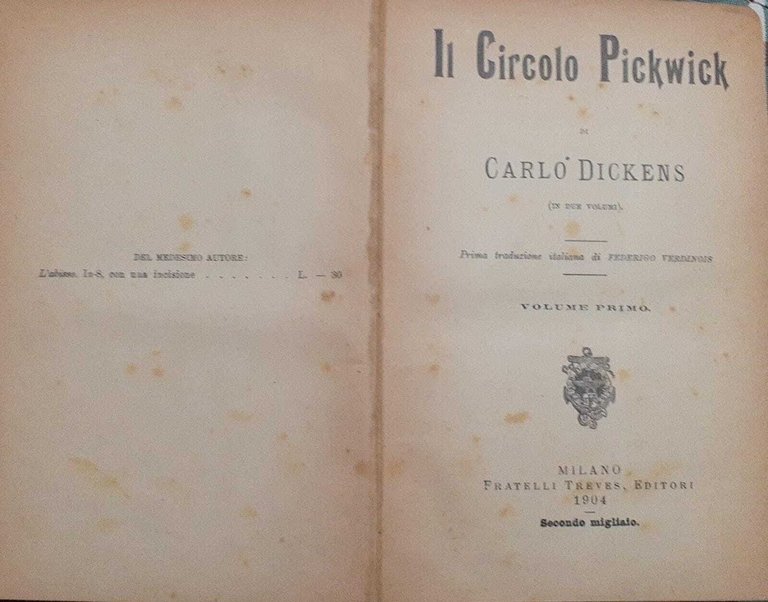 DEL MEDESIMO AUTORE:
L'abisso. In-8, con una incisione . . . . . . . L. — 80
Il Circolo Pickwick
DI
CARLO DICKENS
(IN DUE VOLUMI).
Prima traduzione italiana di FEDERIGO VERDINOIS
VOLUME PRIMO.
MILANO
FRATELLI TREVES, EDITORI
1904
Secondo migliaio.